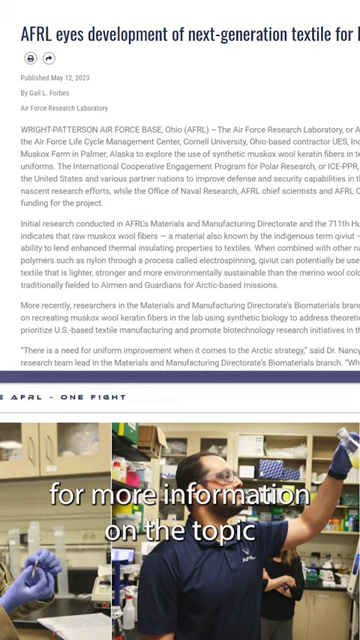 AFRL eyes development of next-generation textile for
Published May 12, 2023
By Gail L. Forbes
Air Force Research Laboratory
WRIGHT-PATTERSON AIR FORCE BASE, Ohio (AFRL) – The Air Force Research Laboratory, or A
the Air Force Life Cycle Management Center, Cornell University, Ohio-based contractor UES, Inc
Muskox Farm in Palmer, Alaska to explore the use of synthetic muskox wool keratin fibers in te
uniforms. The International Cooperative Engagement Program for Polar Research, or ICE-PPR,
the United States and various partner nations to improve defense and security capabilities in th
nascent research efforts, while the Office of Naval Research, AFRL chief scientists and AFRL C
funding for the project.
Initial research conducted in AFRL's Materials and Manufacturing Directorate and the 711th Hu
indicates that raw muskox wool fibers — a material also known by the indigenous term qiviut –
ability to lend enhanced thermal insulating properties to textiles. When combined with other na
polymers such as nylon through a process called electrospinning, qiviut can potentially be use
textile that is lighter, stronger and more environmentally sustainable than the merino wool col
traditionally fielded to Airmen and Guardians for Arctic-based missions.
More recently, researchers in the Materials and Manufacturing Directorate's Biomaterials branc
on recreating muskox wool keratin fibers in the lab using synthetic biology to address theoreti
prioritize U.S.-based textile manufacturing and promote biotechnology research initiatives in th
"There is a need for uniform improvement when it comes to the Arctic strategy," said Dr. Nancy
research team lead in the Materials and Manufacturing Directorate's Biomaterials branch. "Wh
E AFRL - ONE FIGHT
for more information
on the topic
AFRL